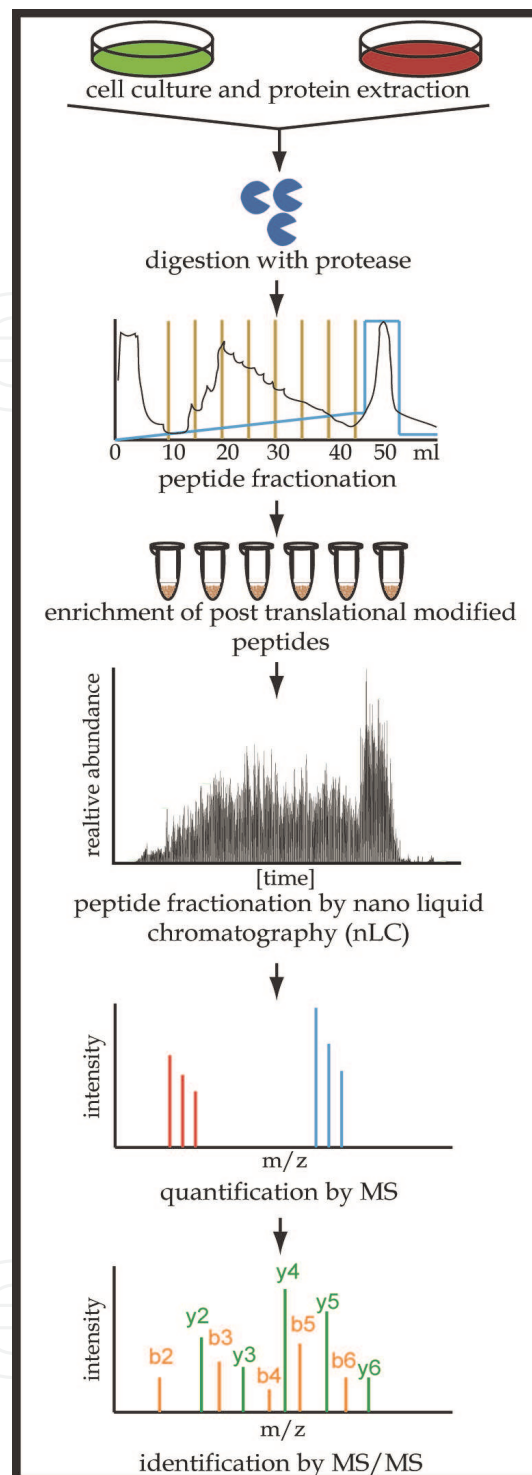 cell culture and protein extraction
digestion with protease
0 10 20 30 40 50 ml
peptide fractionation
enrichment of post translational modified
peptides
realtive abundance
[time]
peptide fractionation by nano liquid
chromatography (nLC)
intensity
m/z
quantification by MS
intensity
b2 y2 b3 y3 b4 y4 b5 y5 b6 y6
m/z
identification by MS/MS